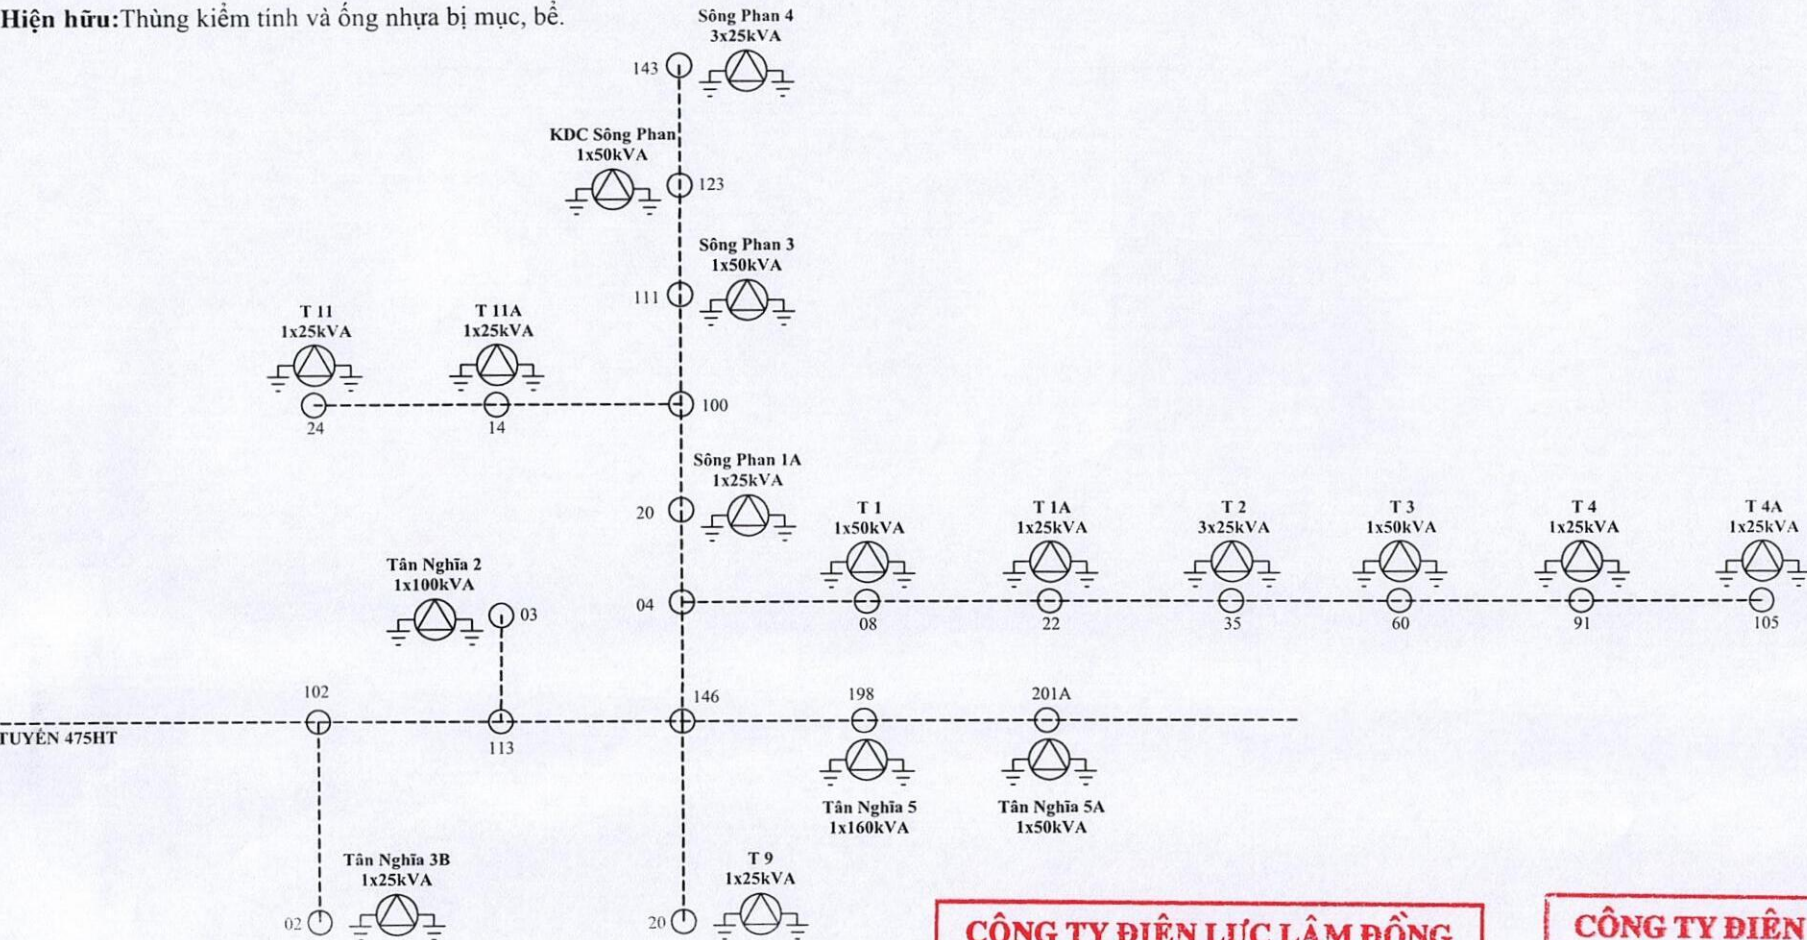 Hiện hữu:Thùng kiểm tính và ống nhựa bị mục, bể.
Sông Phan 4
3x25kVA
143
KDC Sông Phan
1x50kVA
123
Sông Phan 3
1x50kVA
111
T 11
1x25kVA
T 11A
1x25kVA
100
24
14
Sông Phan 1A
1x25kVA
20
T 1
1x50kVA
T 1A
1x25kVA
T 2
3x25kVA
T 3
1x50kVA
T 4
1x25kVA
T 4A
1x25kVA
Tân Nghĩa 2
1x100kVA
03
04
08
22
35
60
91
105
102
146
198
201A
TUYẾN 475HT
113
Tân Nghĩa 5
1x160kVA
Tân Nghĩa 5A
1x50kVA
Tân Nghĩa 3B
1x25kVA
T 9
1x25kVA
02
20
CÔNG TY ĐIỆN LỰC LÂM ĐỒNG
CÔNG TY ĐIỆN